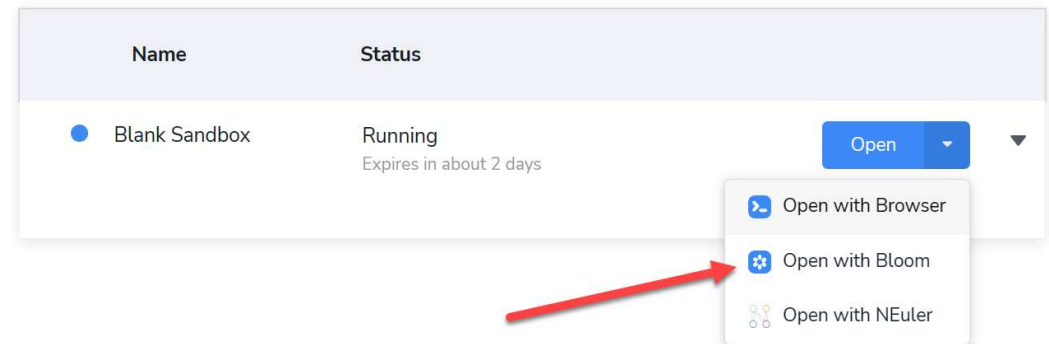 Name Status
Blank Sandbox Running Open
Expires in about 2 days
Open with Browser
Open with Bloom
Open with NEuler